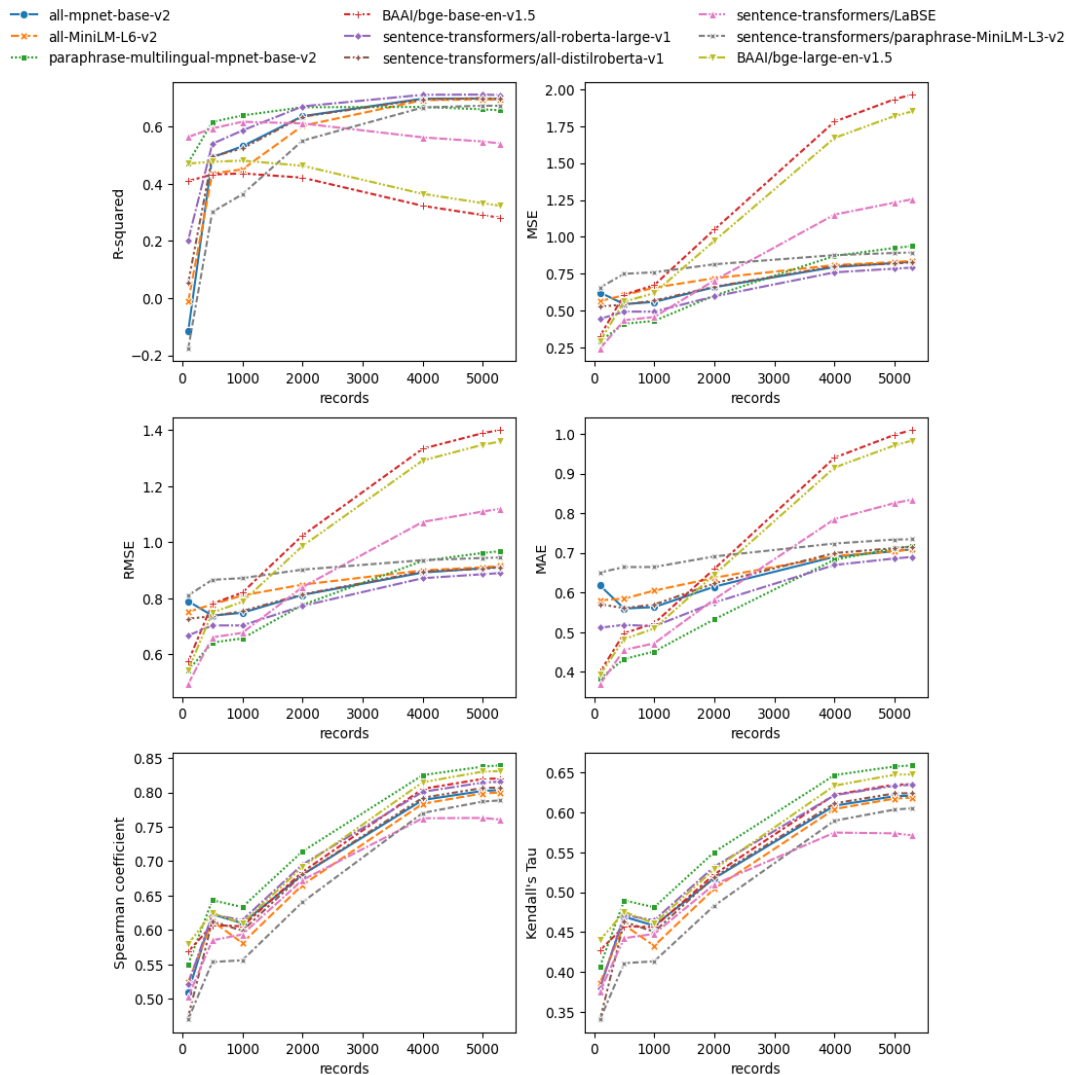 all-mpnet-base-v2 BAAI/bge-base-en-v1.5 sentence-transformers/LaBSE
all-MiniLM-L6-v2 sentence-transformers/all-roberta-large-v1 sentence-transformers/paraphrase-MiniLM-L3-v2
paraphrase-multilingual-mpnet-base-v2 sentence-transformers/all-distilroberta-v1 BAAI/bge-large-en-v1.5
R-squared
0.6
0.4
0.2
0.0
−0.2
0 1000 2000 3000 4000 5000
records
MSE
2.00
1.75
1.50
1.25
1.00
0.75
0.50
0.25
0 1000 2000 3000 4000 5000
records
RMSE
1.4
1.2
1.0
0.8
0.6
0 1000 2000 3000 4000 5000
records
MAE
1.0
0.9
0.8
0.7
0.6
0.5
0.4
0 1000 2000 3000 4000 5000
records
Spearman coefficient
0.85
0.80
0.75
0.70
0.65
0.60
0.55
0.50
0 1000 2000 3000 4000 5000
records
Kendall's Tau
0.65
0.60
0.55
0.50
0.45
0.40
0.35
0 1000 2000 3000 4000 5000
records